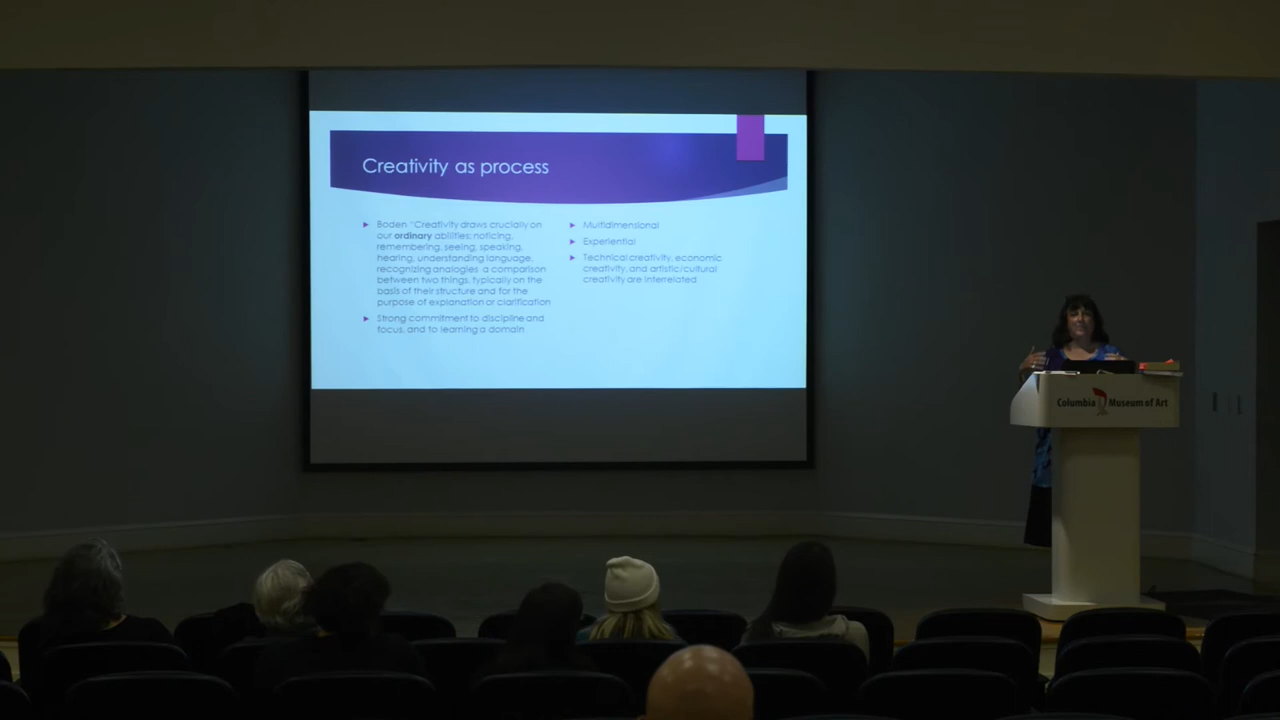 Creativity as process
Boden "Creativity draws crucially on
our ordinary abilities: noticing,
remembering, seeing, speaking,
hearing, understanding language,
recognizing analogies a comparison
between two things, typically on the
basis of their structure and for the
purpose of explanation or clarification
Strong commitment to discipline and
focus, and to learning a domain
Multidimensional
Experiential
Technical creativity, economic
creativity, and artistic/cultural
creativity are interrelated
Columbia Museum of Art